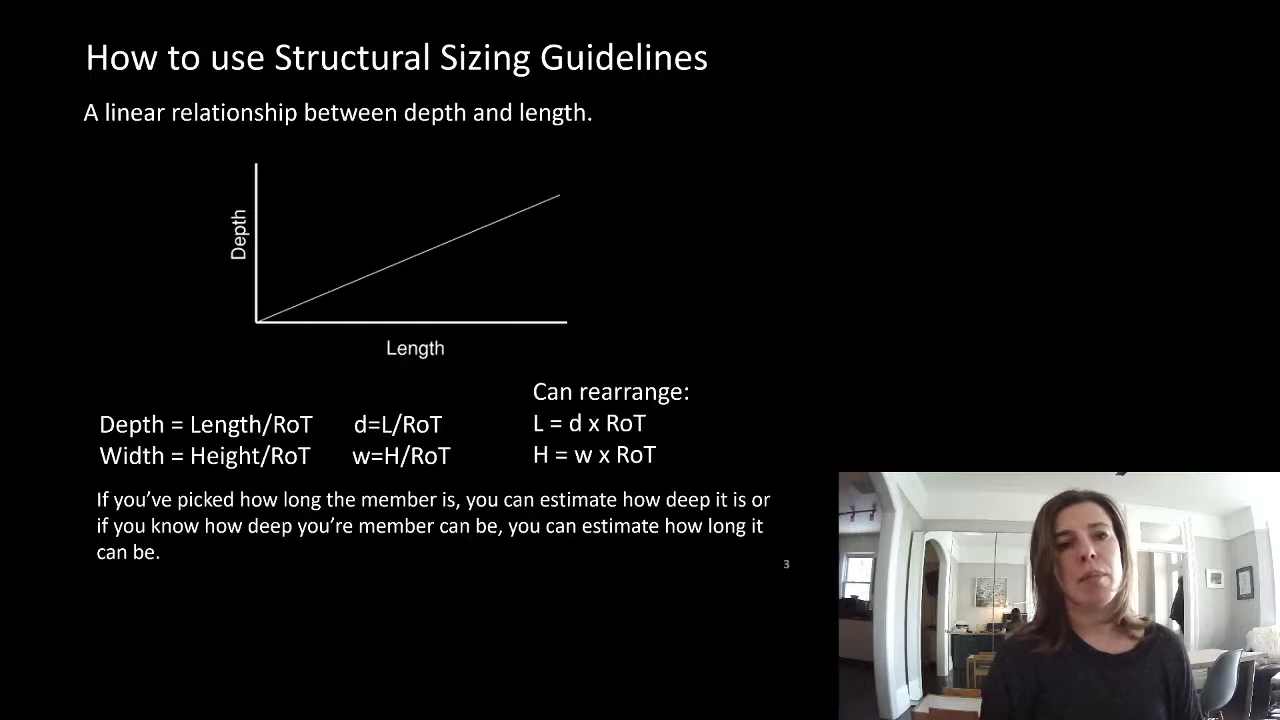 How to use Structural Sizing Guidelines
A linear relationship between depth and length.
Depth
Length
Can rearrange:
Depth = Length/RoT d=L/RoT
L = d x RoT
Width = Height/RoT w=H/RoT
H = w x RoT
If you’ve picked how long the member is, you can estimate how deep it is or
if you know how deep you’re member can be, you can estimate how long it
can be.
3